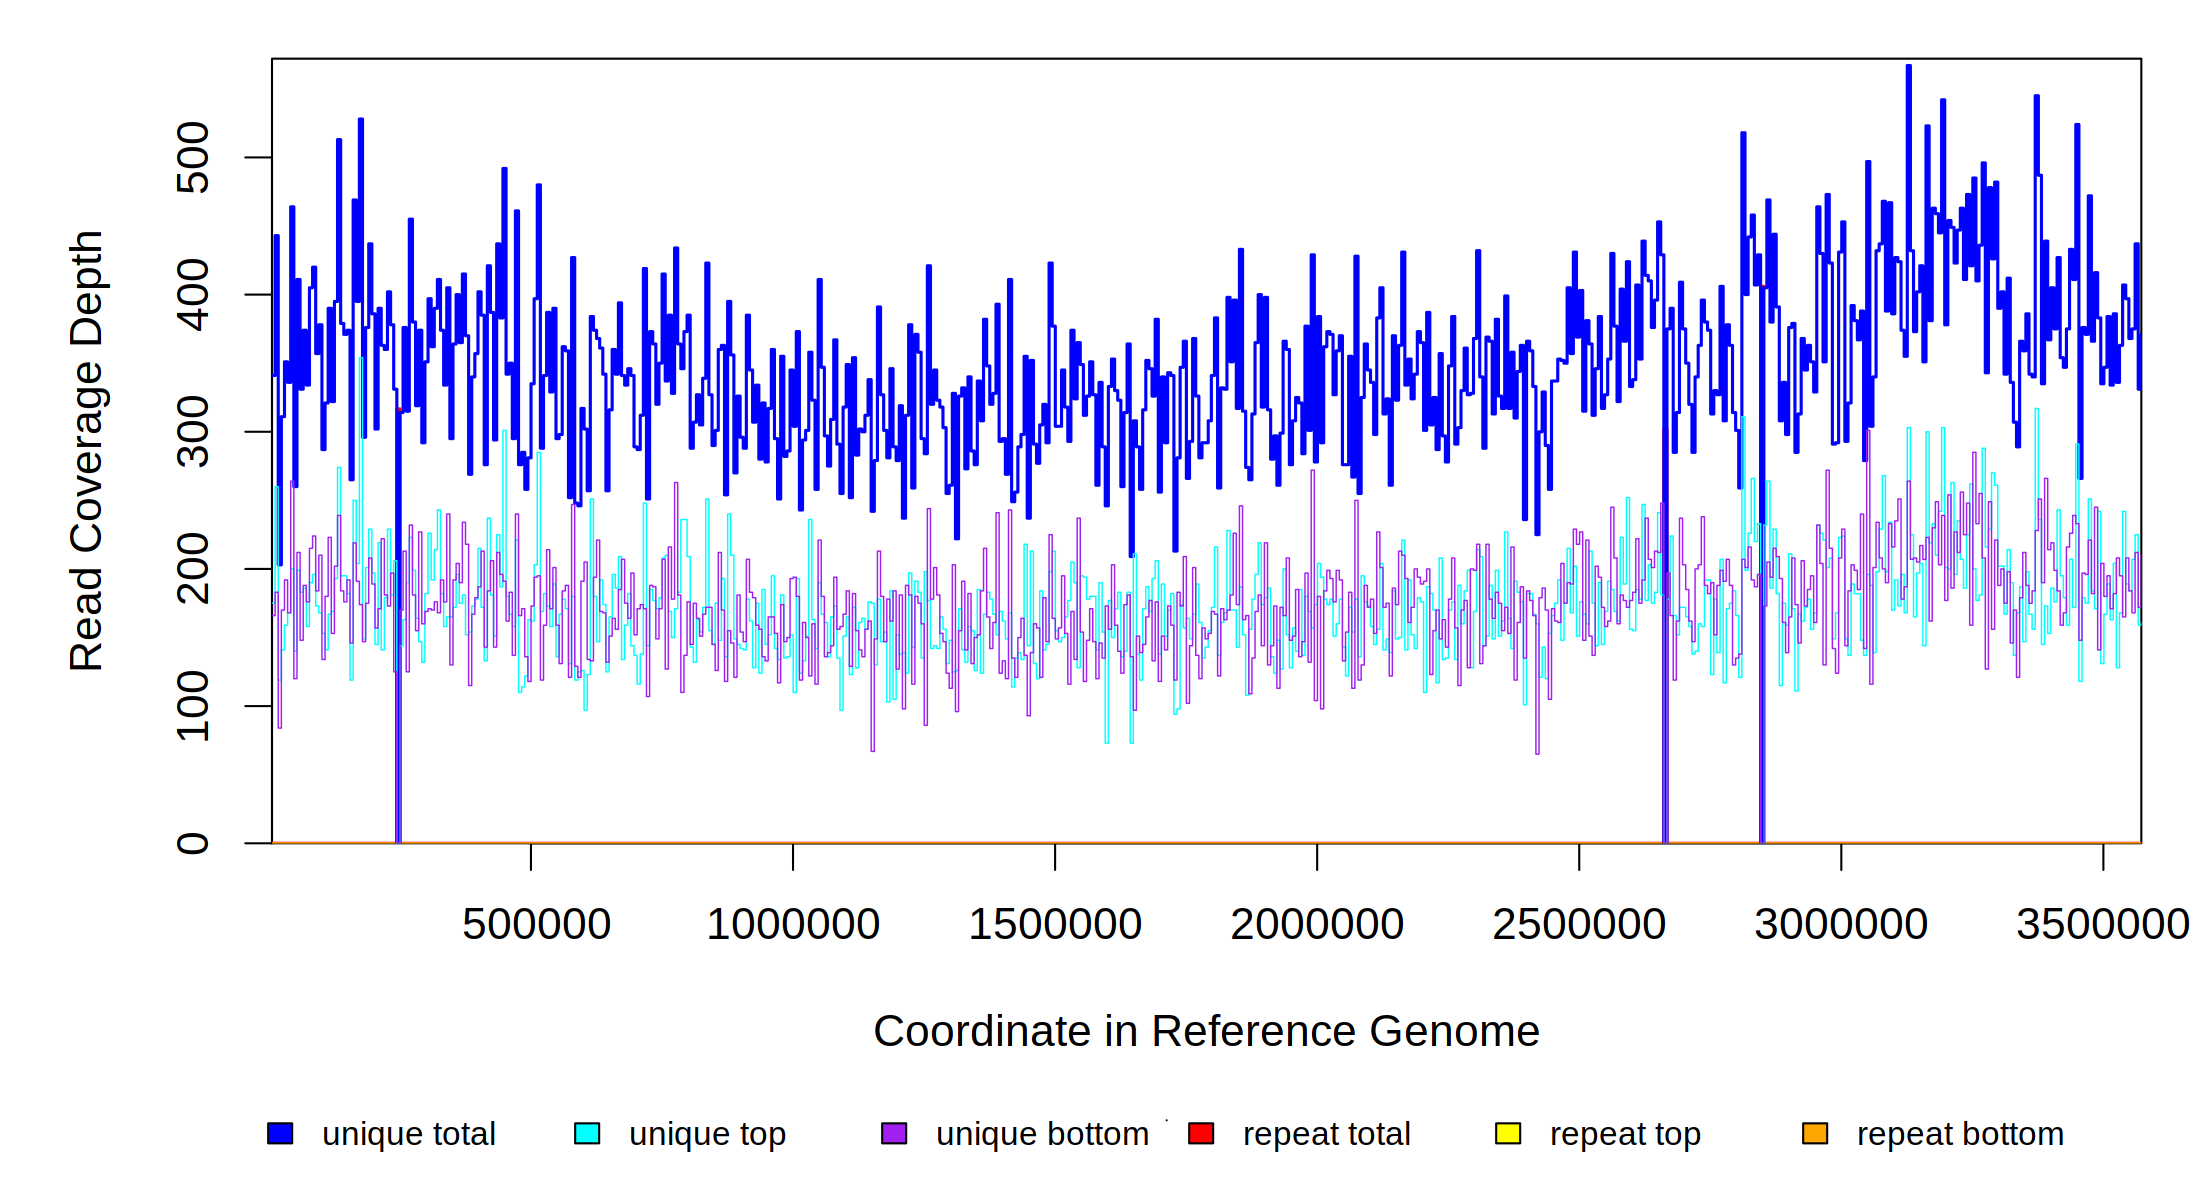 Read Coverage Depth
500
400
300
200
100
0
500000 1000000 1500000 2000000 2500000 3000000 3500000
Coordinate in Reference Genome
unique total unique top unique bottom repeat total repeat top repeat bottom